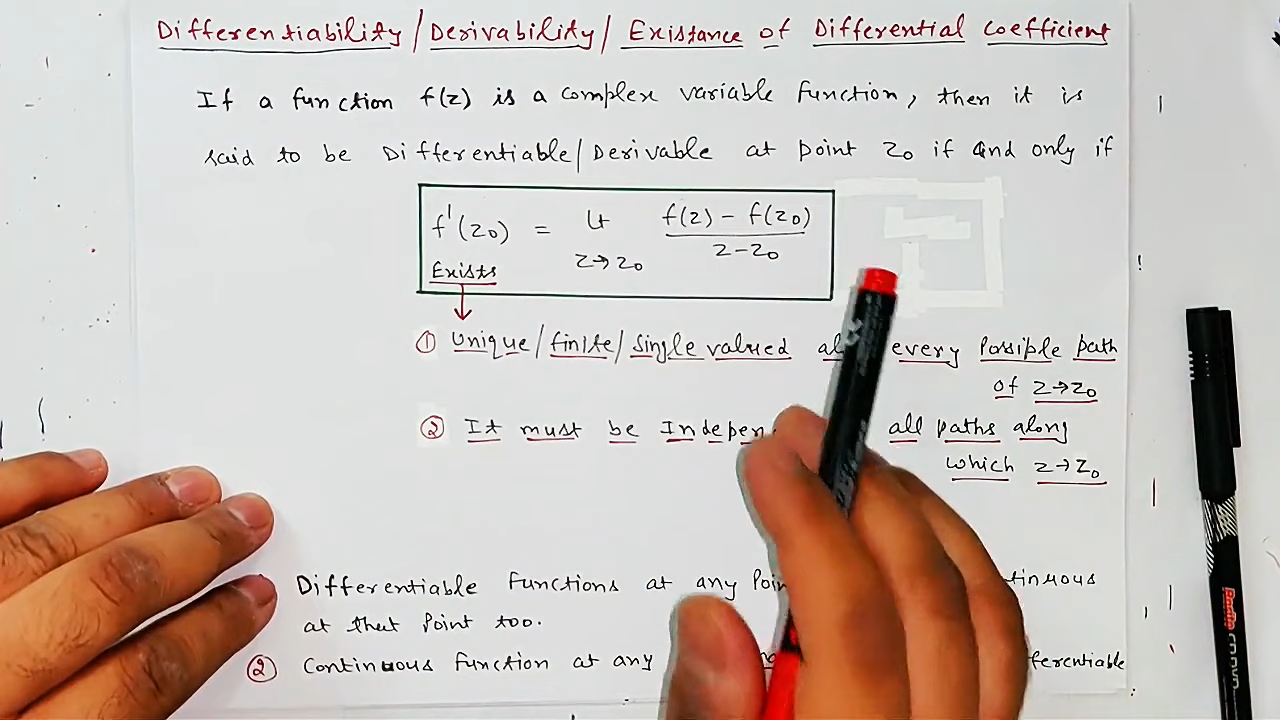 Differentiability / Derivability / Existance of Differential Coefficient
If a function f(z) is a complex variable function, then it is
said to be Differentiable/Derivable at point z₀ if and only if
f'(z₀) = Lt f(z) - f(z₀)
z→z₀ z-z₀
Exists
① Unique/finite/single valued every possible path
of z→z₀
② It must be all paths along
which z→z₀
Differentiable Functions at any
at that point too.
② Continuous function at any